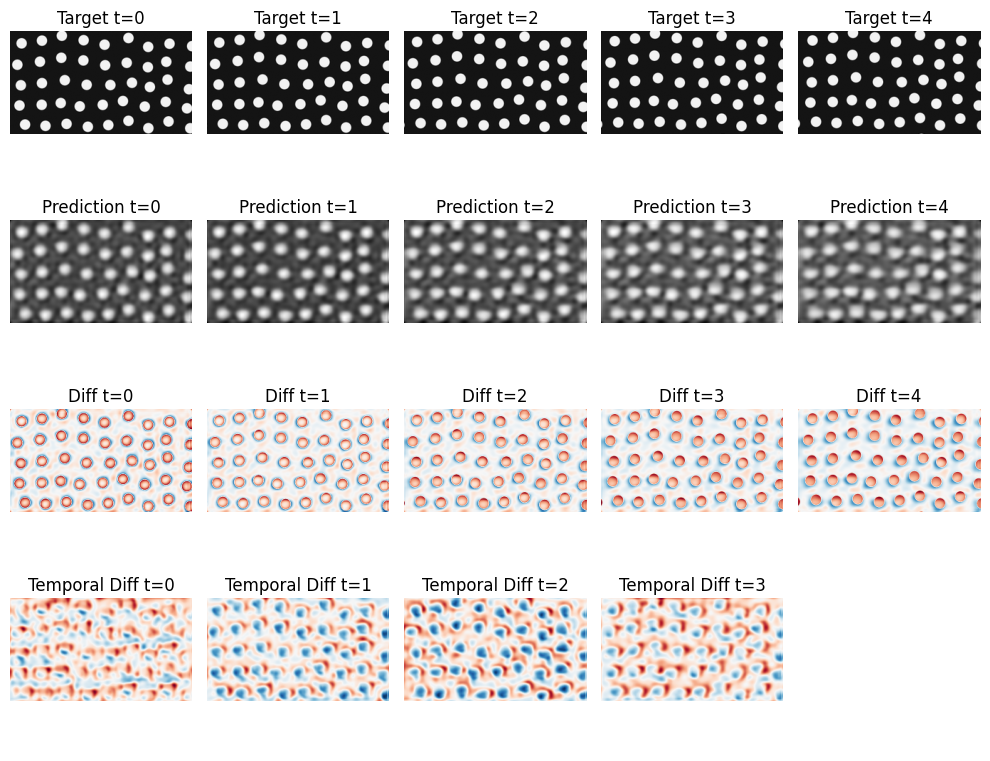 Target t=0 Target t=1 Target t=2 Target t=3 Target t=4
Prediction t=0 Prediction t=1 Prediction t=2 Prediction t=3 Prediction t=4
Diff t=0 Diff t=1 Diff t=2 Diff t=3 Diff t=4
Temporal Diff t=0 Temporal Diff t=1 Temporal Diff t=2 Temporal Diff t=3